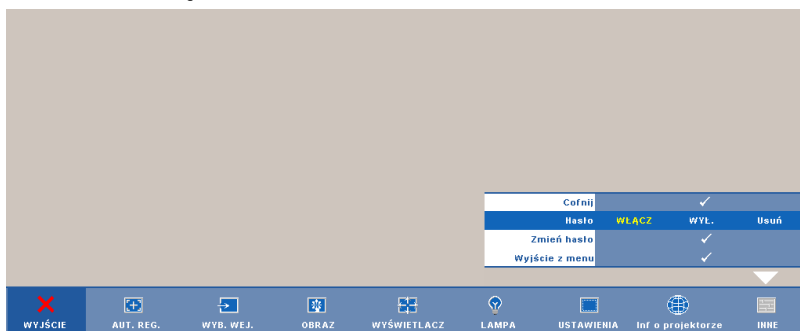 Cofnij
Hasło WŁĄCZ WYŁ. Usuń
Zmień hasło
Wyjście z menu
WYJŚCIE AUT. REG. WYB. WEJ. OBRAZ WYŚWIETLACZ LAMPA USTAWIENIA Inf o projektorze INNE